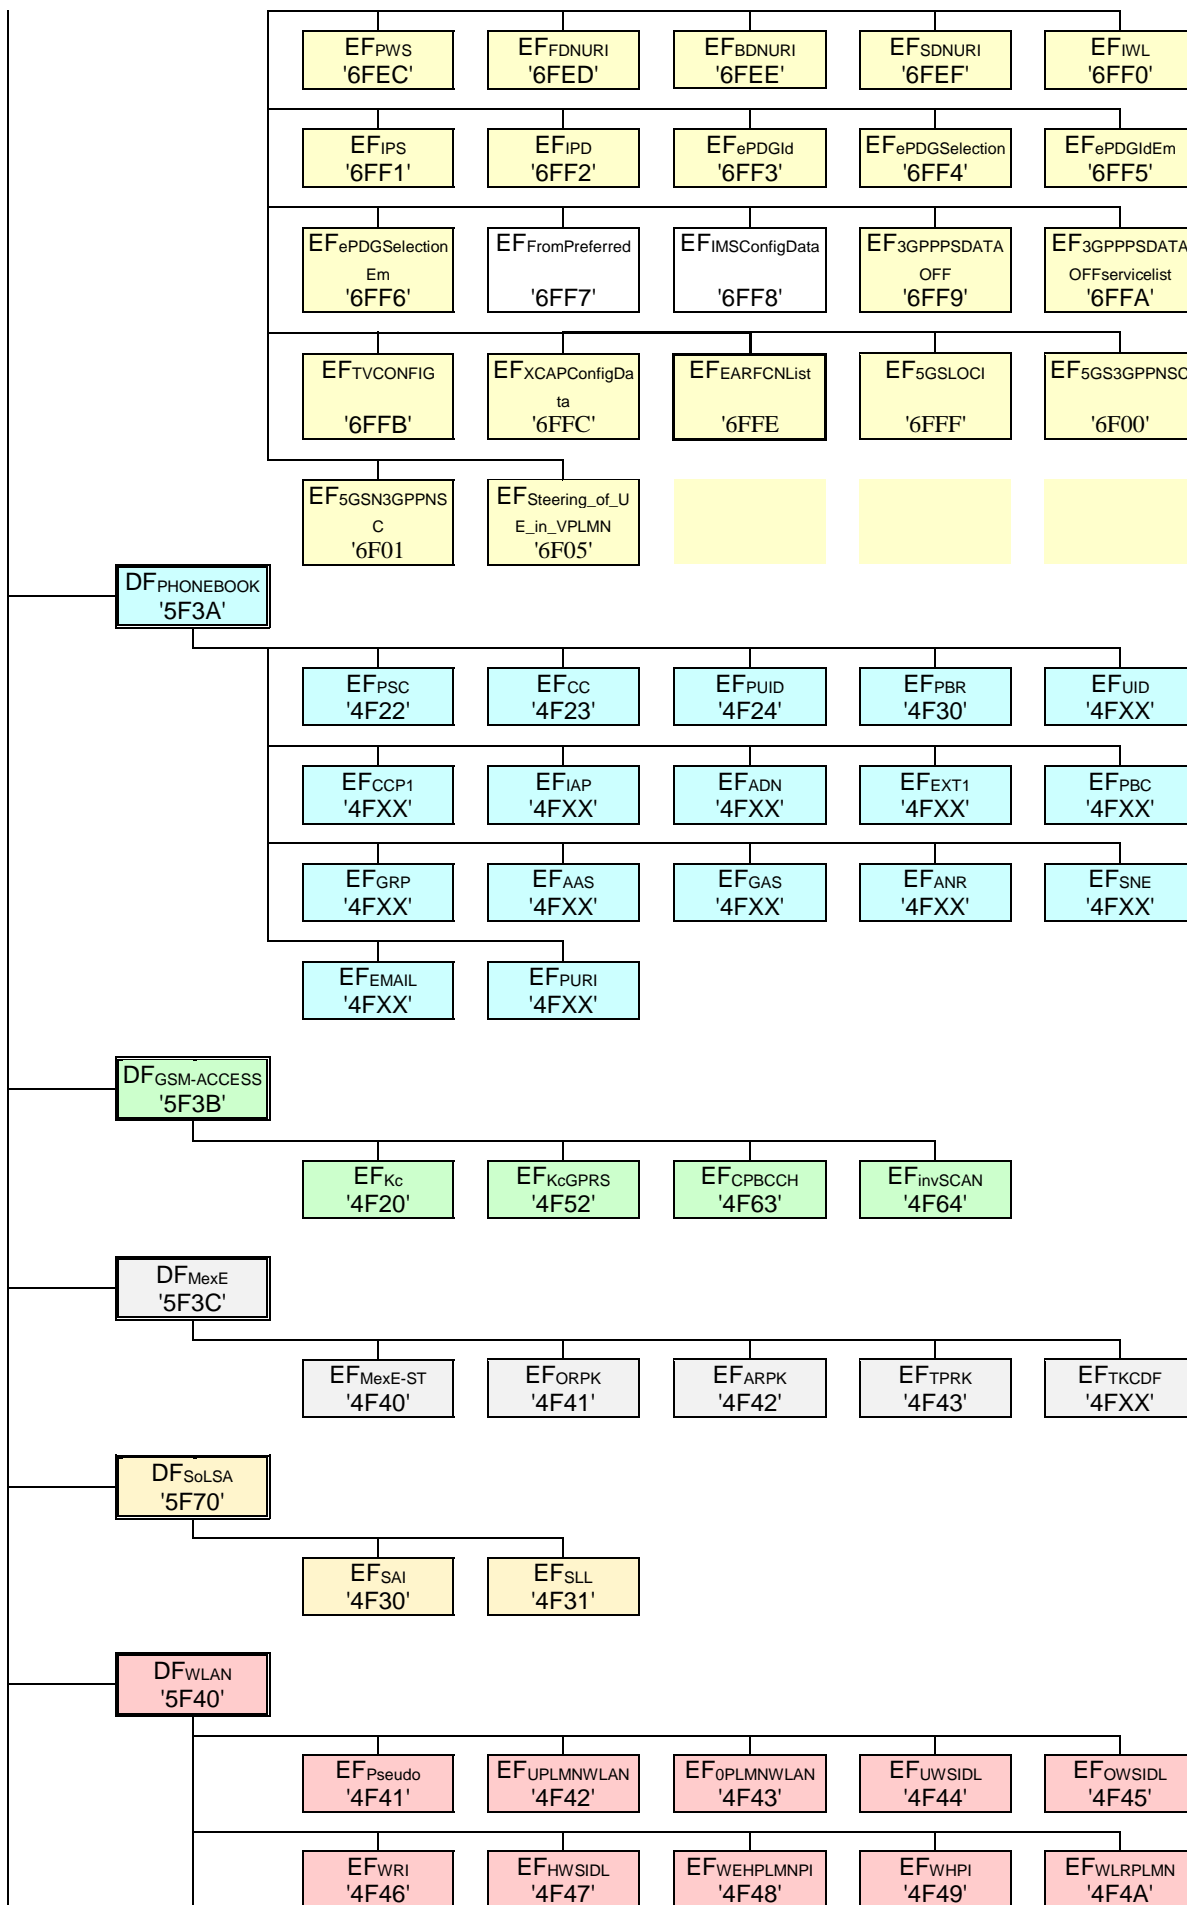 EFPWS
'6FEC'
EFFDNURI
'6FED'
EFBDNURI
'6FEE'
EFSDNURI
'6FEF'
EFIWL
'6FF0'
EFIPS
'6FF1'
EFIPD
'6FF2'
EFePDGId
'6FF3'
EFePDGSelection
'6FF4'
EFePDGIdEm
'6FF5'
EFePDGSelection
Em
'6FF6'
EFFromPreferred
'6FF7'
EFIMSConfigData
'6FF8'
EF3GPPPSDATA
OFF
'6FF9'
EF3GPPPSDATA
OFFservicelist
'6FFA'
EFTVCONFIG
'6FFB'
EFXCAPConfigDa
ta
'6FFC'
EFEARFCNList
'6FFE
EF5GSLOCI
'6FFF'
EF5GS3GPPNSC
'6F00'
EF5GSN3GPPNS
C
'6F01
EFSteering_of_U
E_in_VPLMN
'6F05'
DFPHONEBOOK
'5F3A'
EFPSC
'4F22'
EFCC
'4F23'
EFPUID
'4F24'
EFPBR
'4F30'
EFUID
'4FXX'
EFCCP1
'4FXX'
EFIAP
'4FXX'
EFADN
'4FXX'
EFEXT1
'4FXX'
EFPBC
'4FXX'
EFGRP
'4FXX'
EFAAS
'4FXX'
EFGAS
'4FXX'
EFANR
'4FXX'
EFSNE
'4FXX'
EFEMAIL
'4FXX'
EFPURI
'4FXX'
DFGSM-ACCESS
'5F3B'
EFKc
'4F20'
EFKcGPRS
'4F52'
EFCPBCCH
'4F63'
EFinvSCAN
'4F64'
DFMexE
'5F3C'
EFMexE-ST
'4F40'
EFORPK
'4F41'
EFARPK
'4F42'
EFTPRK
'4F43'
EFTKCDF
'4FXX'
DFSoLSA
'5F70'
EFSAI
'4F30'
EFSLL
'4F31'
DFWLAN
'5F40'
EFPseudo
'4F41'
EFUPLMNWLAN
'4F42'
EF0PLMNWLAN
'4F43'
EFUWSIDL
'4F44'
EFOWSIDL
'4F45'
EFWRI
'4F46'
EFHWSIDL
'4F47'
EFWEHPLMNPI
'4F48'
EFWHPI
'4F49'
EFWLRPLMN
'4F4A'